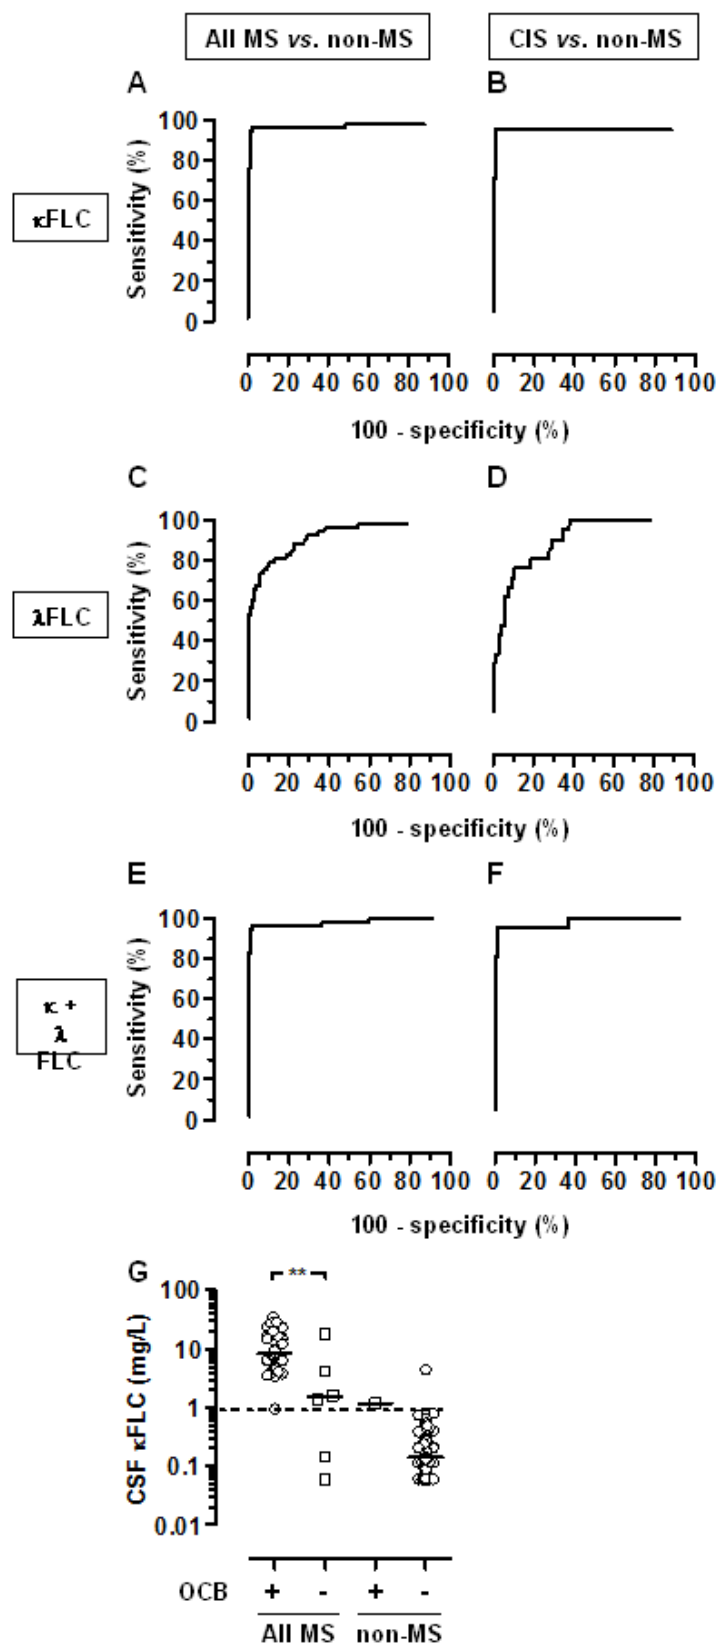 All MS vs. non-MS
CIS vs. non-MS
A
B
κFLC
Sensitivity (%)
100
80
60
40
20
0
0 20 40 60 80 100
0 20 40 60 80 100
100 - specificity (%)
C
D
λFLC
Sensitivity (%)
100
80
60
40
20
0
0 20 40 60 80 100
0 20 40 60 80 100
100 - specificity (%)
E
F
κ +
λ
FLC
Sensitivity (%)
100
80
60
40
20
0
0 20 40 60 80 100
0 20 40 60 80 100
100 - specificity (%)
G
**
CSF κFLC (mg/L)
100
10
1
0.1
0.01
OCB + - + -
All MS non-MS